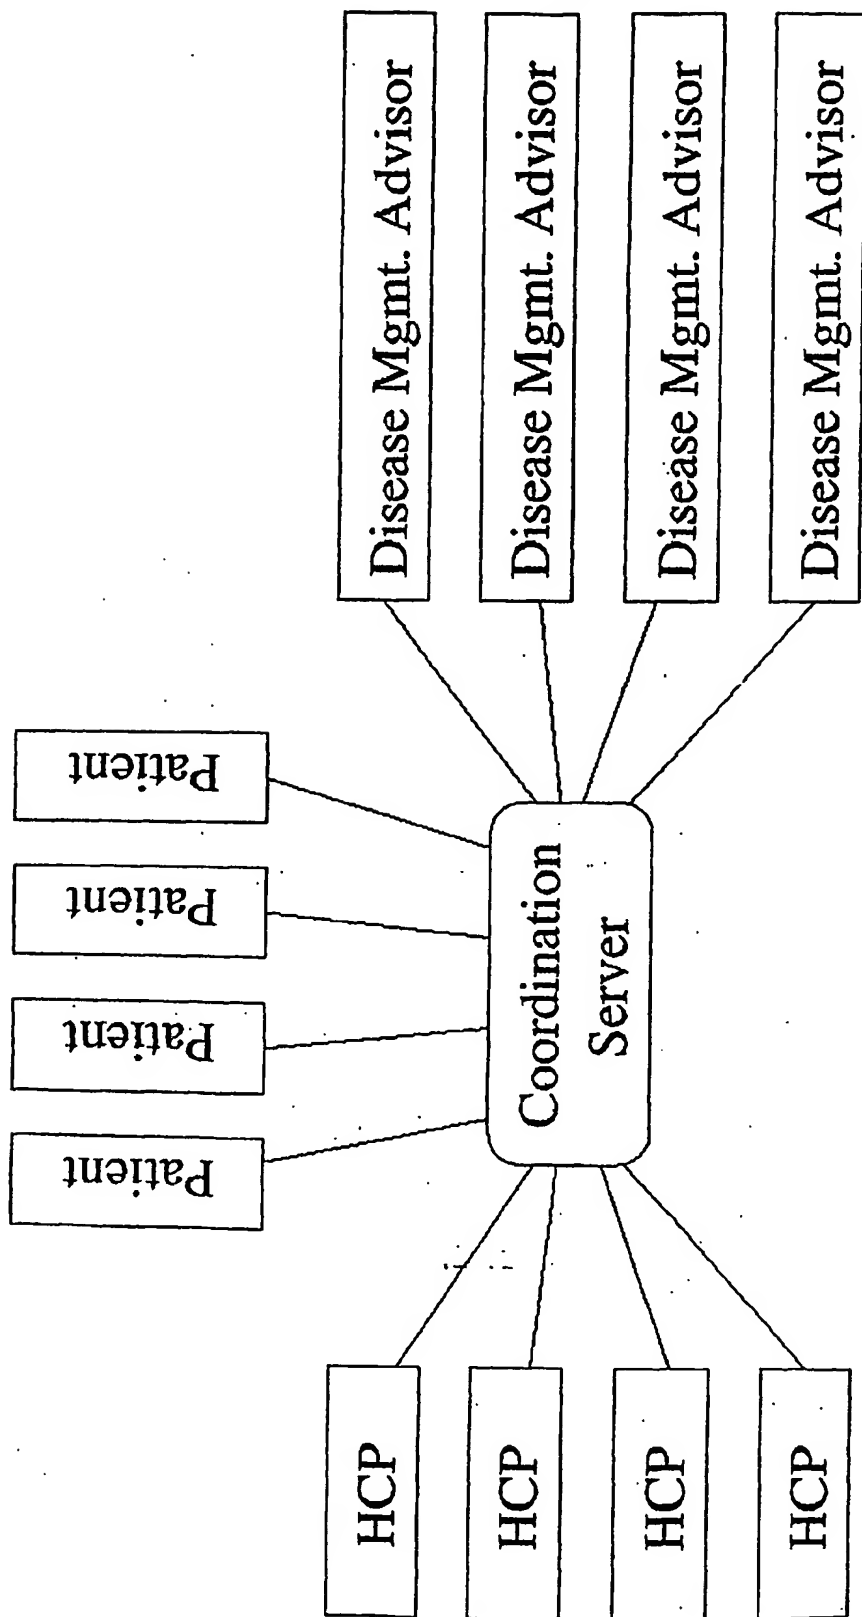 Patient
Patient
Patient
Patient
HCP
HCP
HCP
HCP
Coordination
Server
Disease Mgmt. Advisor
Disease Mgmt. Advisor
Disease Mgmt. Advisor
Disease Mgmt. Advisor